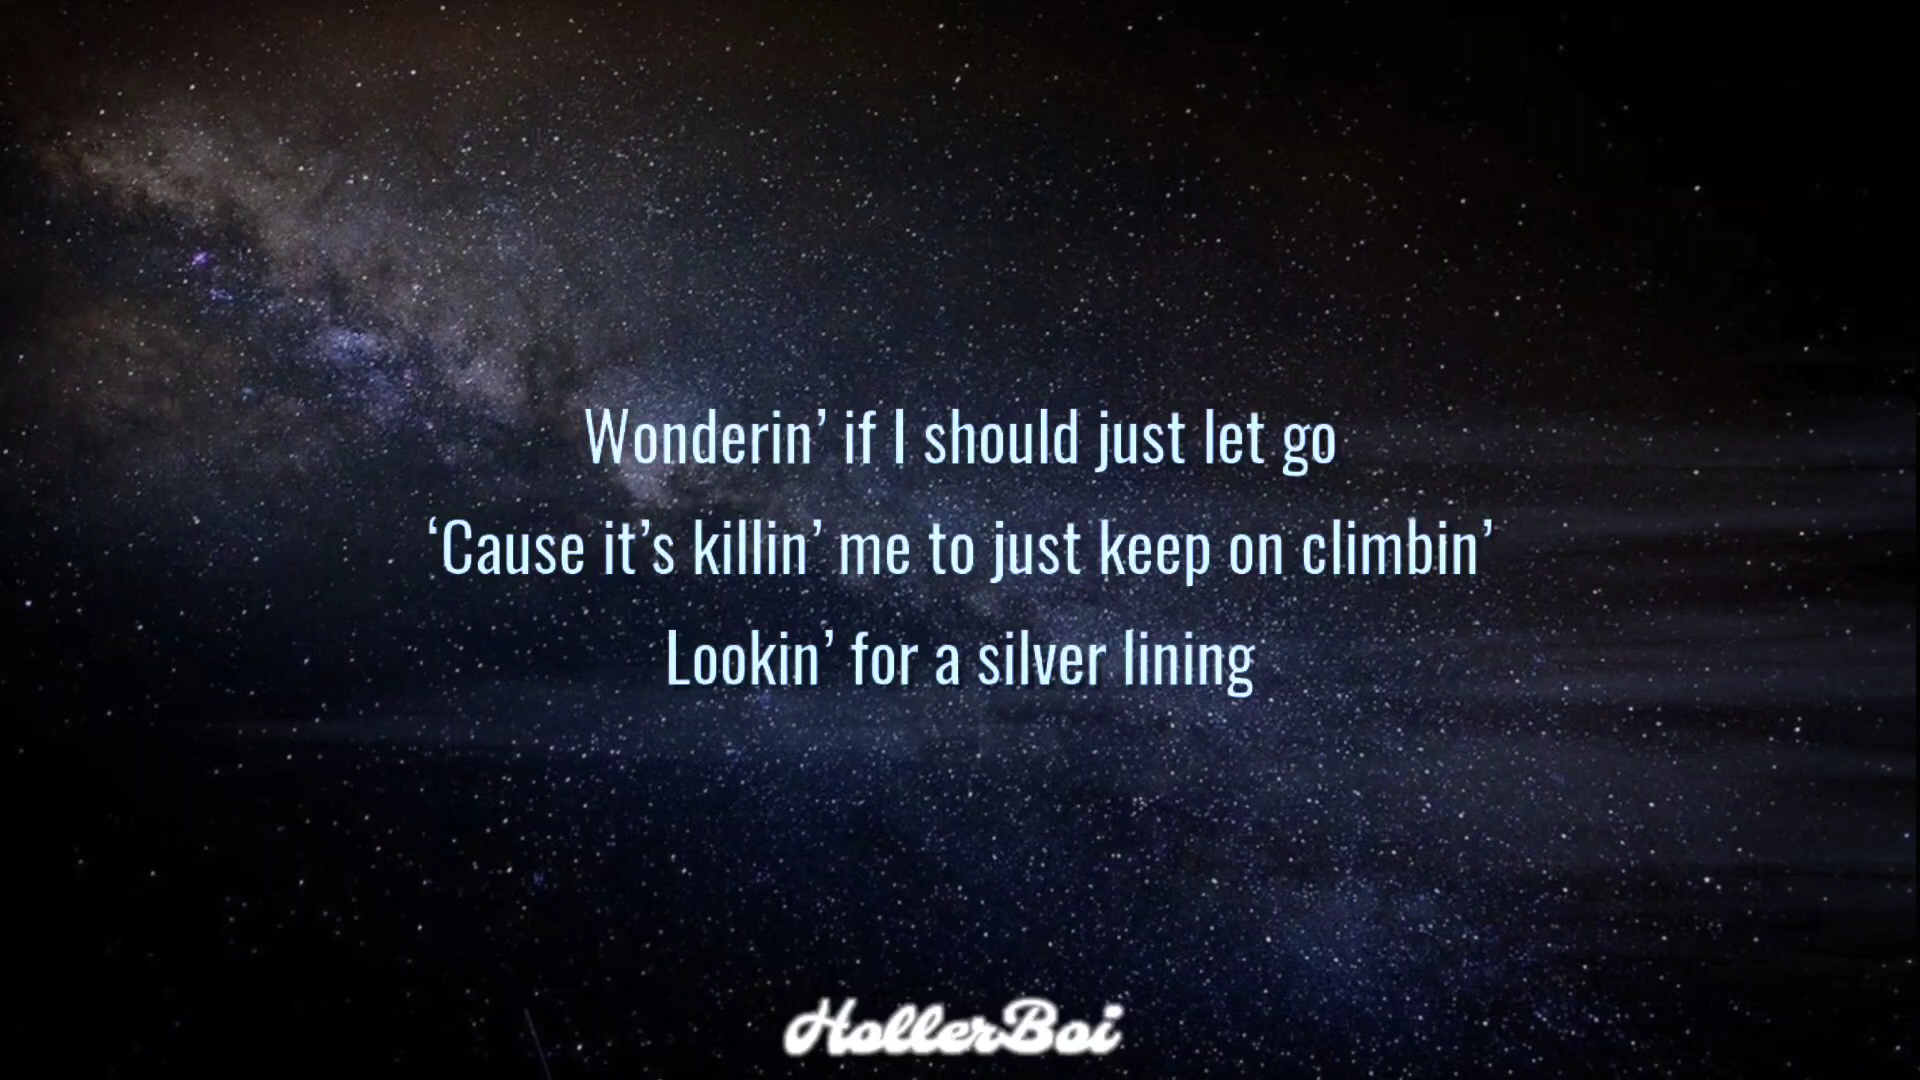 Wonderin’ if I should just let go
‘Cause it’s killin’ me to just keep on climbin’
Lookin’ for a silver lining
HollerBoi